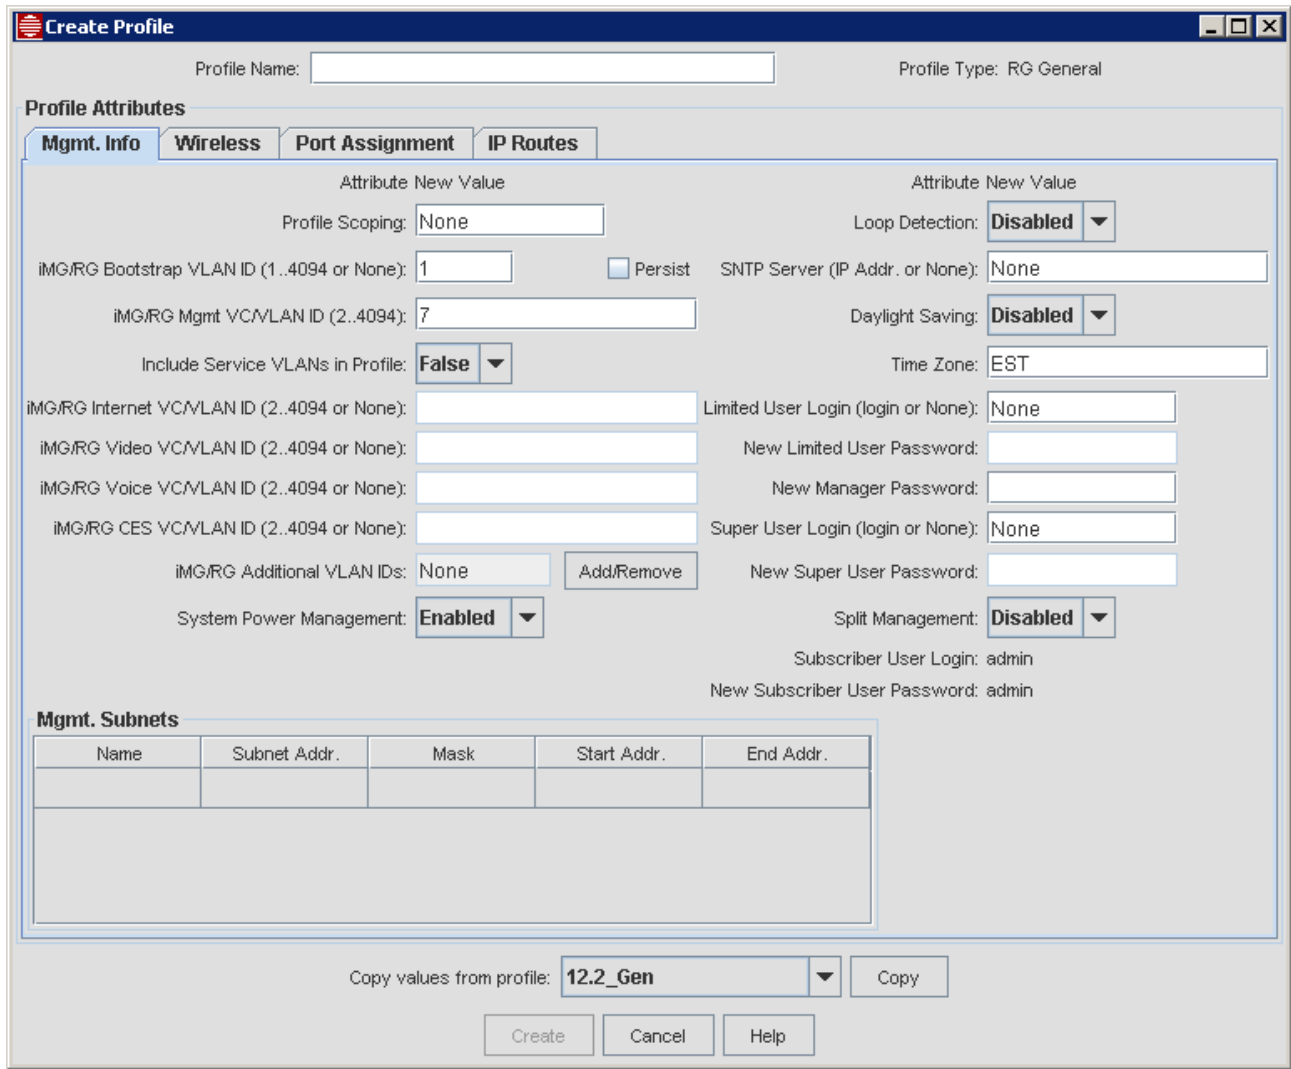 Create Profile
Profile Name: Profile Type: RG General
Profile Attributes
Mgmt. Info Wireless Port Assignment IP Routes
Attribute New Value Attribute New Value
Profile Scoping: None Loop Detection: Disabled
iMG/RG Bootstrap VLAN ID (1..4094 or None): 1 Persist SNTP Server (IP Addr. or None): None
iMG/RG Mgmt VC/VLAN ID (2..4094): 7 Daylight Saving: Disabled
Include Service VLANs in Profile: False Time Zone: EST
iMG/RG Internet VC/VLAN ID (2..4094 or None): Limited User Login (login or None): None
iMG/RG Video VC/VLAN ID (2..4094 or None): New Limited User Password:
iMG/RG Voice VC/VLAN ID (2..4094 or None): New Manager Password:
iMG/RG CES VC/VLAN ID (2..4094 or None): Super User Login (login or None): None
iMG/RG Additional VLAN IDs: None Add/Remove New Super User Password:
System Power Management: Enabled Split Management: Disabled
Subscriber User Login: admin
New Subscriber User Password: admin
Mgmt. Subnets
Name Subnet Addr. Mask Start Addr. End Addr.
Copy values from profile: 12.2_Gen Copy
Create Cancel Help